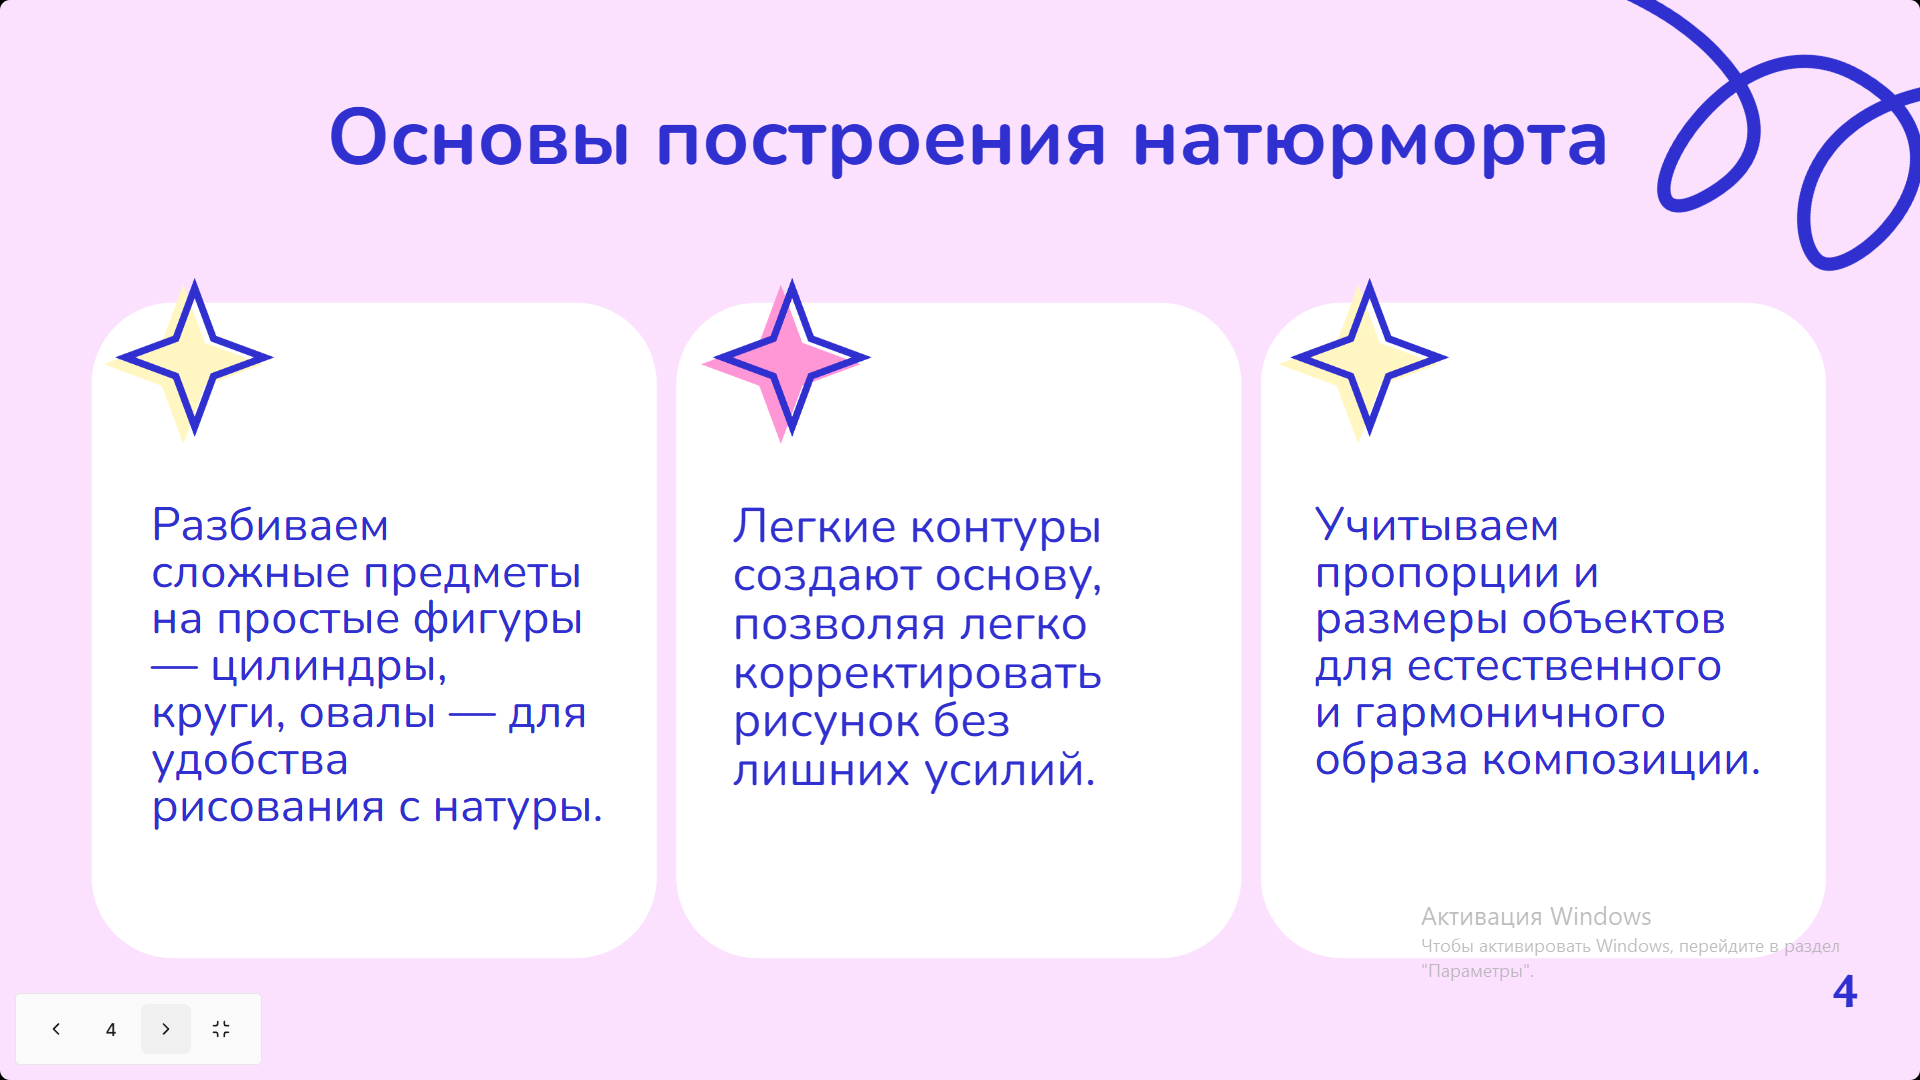 Основы построения натюрморта
Разбиваем
сложные предметы
на простые фигуры
— цилиндры,
круги, овалы — для
удобства
рисования с натуры.
Легкие контуры
создают основу,
позволяя легко
корректировать
рисунок без
лишних усилий.
Учитываем
пропорции и
размеры объектов
для естественного
и гармоничного
образа композиции.
Активация Windows
Чтобы активировать Windows, перейдите в раздел
"Параметры".
4
4